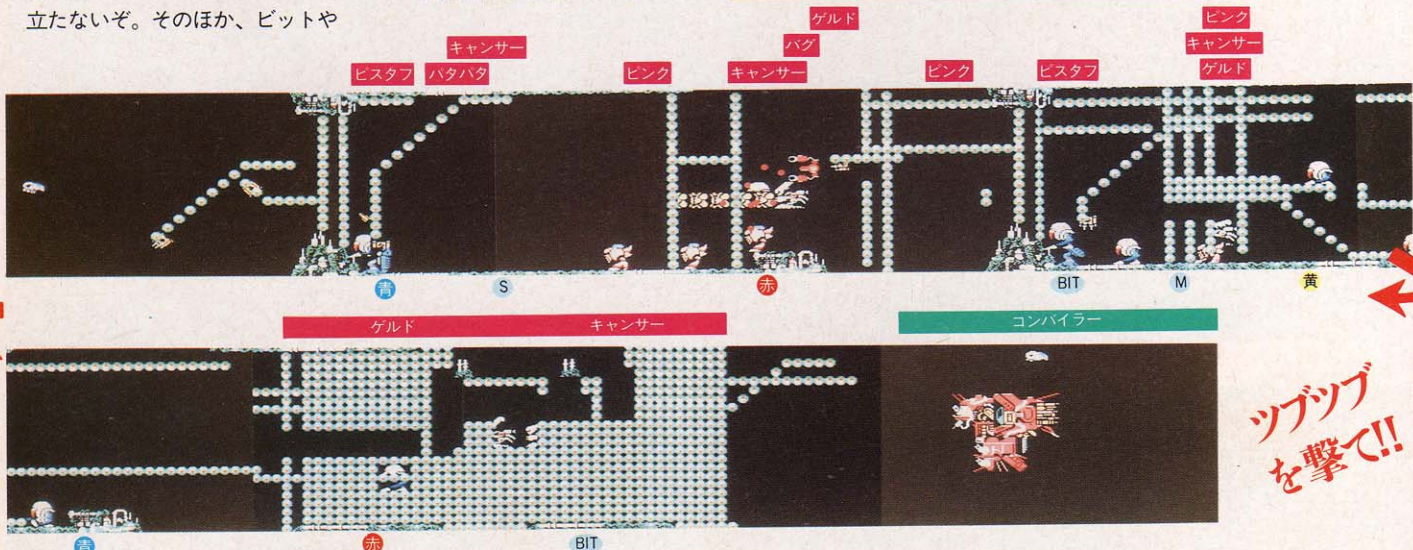 立たないぞ。そのほか、ビットや
ゲルド
ピンク
キャンサー
バグ
キャンサー
ビスタフ
パタパタ
ピンク
キャンサー
ピンク
ビスタフ
ゲルド
青
S
赤
BIT
M
黄
ゲルド
キャンサー
コンバイラー
ツブツブ
を撃て!!
青
赤
BIT